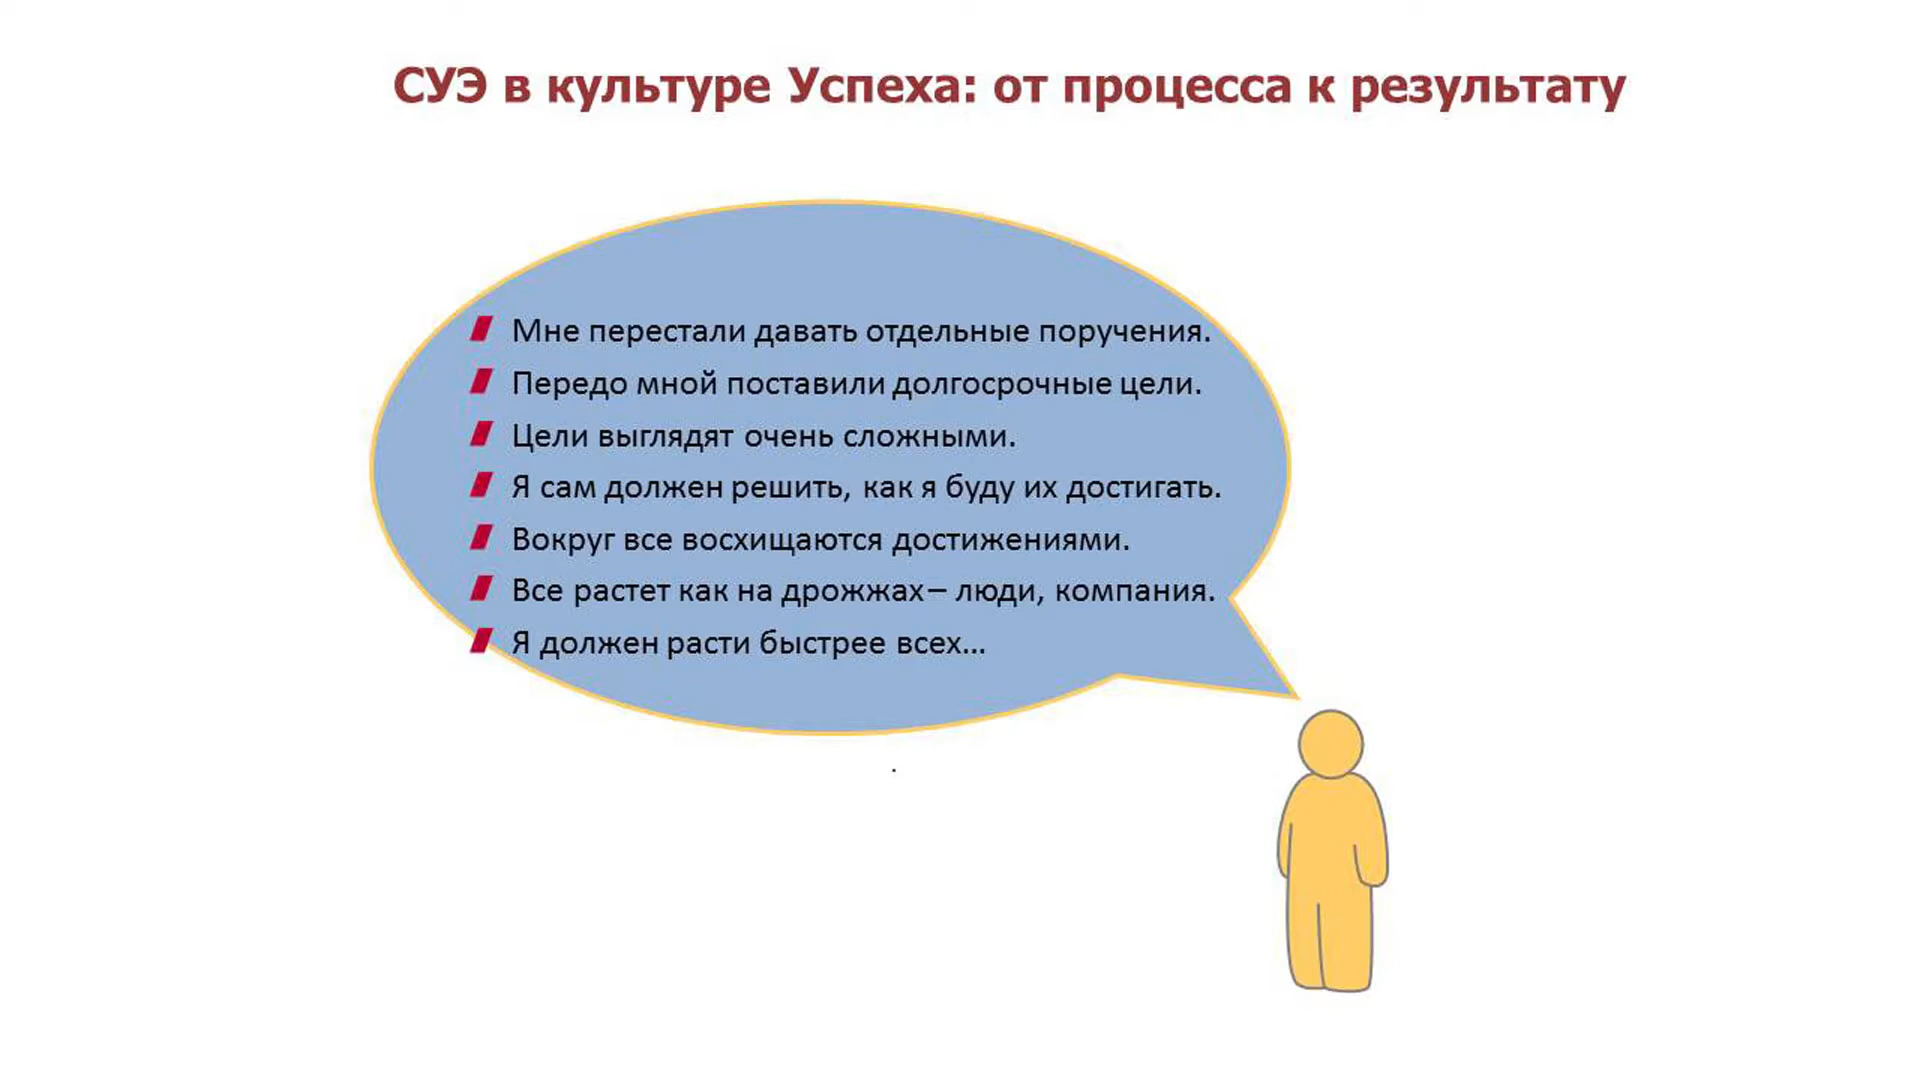 СУЭ в культуре Успеха: от процесса к результату
Мне перестали давать отдельные поручения.
Передо мной поставили долгосрочные цели.
Цели выглядят очень сложными.
Я сам должен решить, как я буду их достигать.
Вокруг все восхищаются достижениями.
Все растет как на дрожжах – люди, компания.
Я должен расти быстрее всех...
.